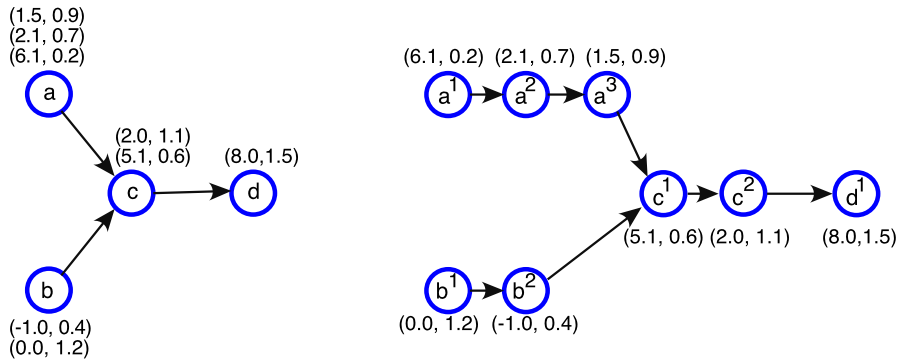 (1.5, 0.9)
(2.1, 0.7)
(6.1, 0.2)
a
(2.0, 1.1)
(5.1, 0.6)
(8.0,1.5)
c
d
b
(-1.0, 0.4)
(0.0, 1.2)
(6.1, 0.2) (2.1, 0.7) (1.5, 0.9)
a¹ a² a³
c¹ c² d¹
(5.1, 0.6) (2.0, 1.1) (8.0,1.5)
b¹ b²
(0.0, 1.2) (-1.0, 0.4)